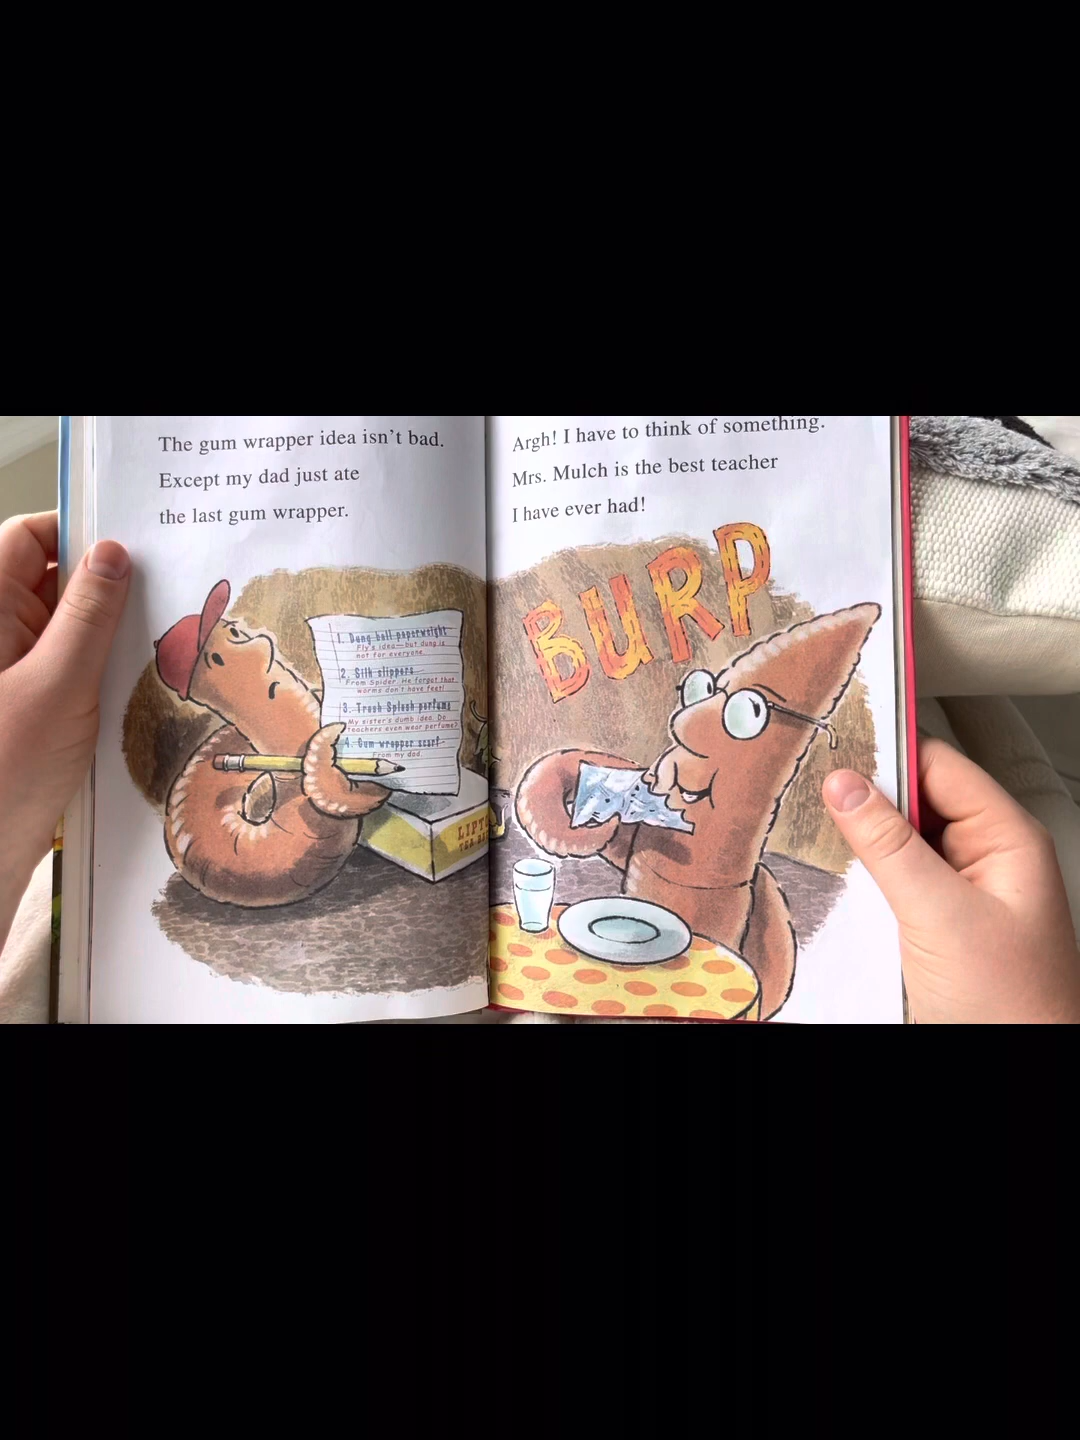 The gum wrapper idea isn't bad.
Except my dad just ate
the last gum wrapper.
1. Dung ball paperweight
Fly's idea—but dung is
not for everyone.
2. Silk slippers
From Spider. He forgot that
worms don't have feet!
3. Trash Splash perfume
My sister's dumb idea. Do
teachers even wear perfume?
4. Gum wrapper scarf
From my dad.
TEA
Argh! I have to think of something.
Mrs. Mulch is the best teacher
I have ever had!
BURP